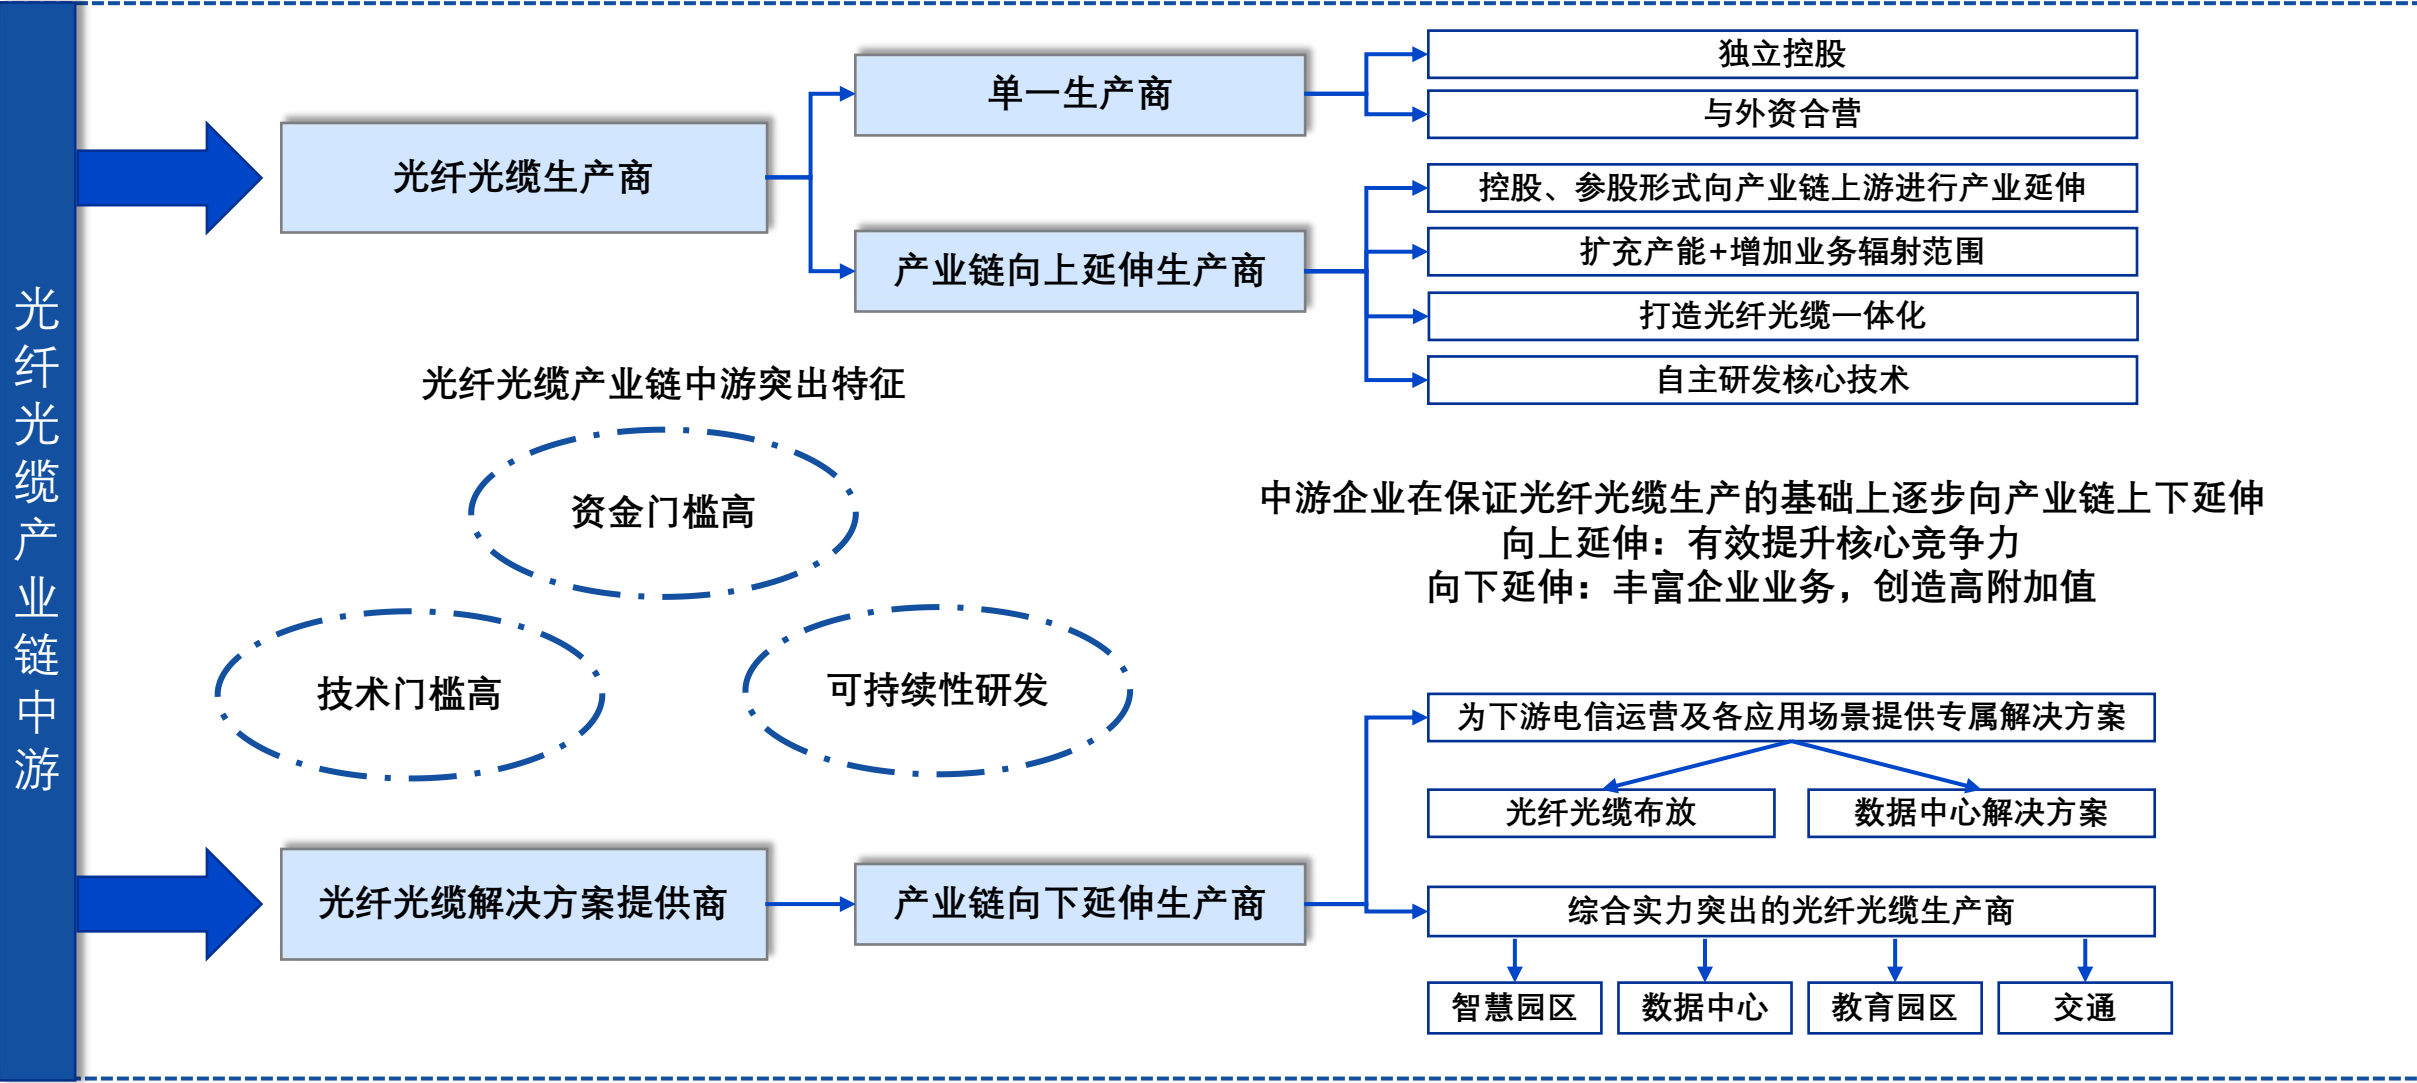 光纤光缆产业链中游
光纤光缆生产商
单一生产商
独立控股
与外资合营
产业链向上延伸生产商
控股、参股形式向产业链上游进行产业延伸
扩充产能+增加业务辐射范围
打造光纤光缆一体化
自主研发核心技术
光纤光缆产业链中游突出特征
资金门槛高
技术门槛高
可持续性研发
中游企业在保证光纤光缆生产的基础上逐步向产业链上下延伸
向上延伸：有效提升核心竞争力
向下延伸：丰富企业业务，创造高附加值
光纤光缆解决方案提供商
产业链向下延伸生产商
为下游电信运营及各应用场景提供专属解决方案
光纤光缆布放
数据中心解决方案
综合实力突出的光纤光缆生产商
智慧园区
数据中心
教育园区
交通